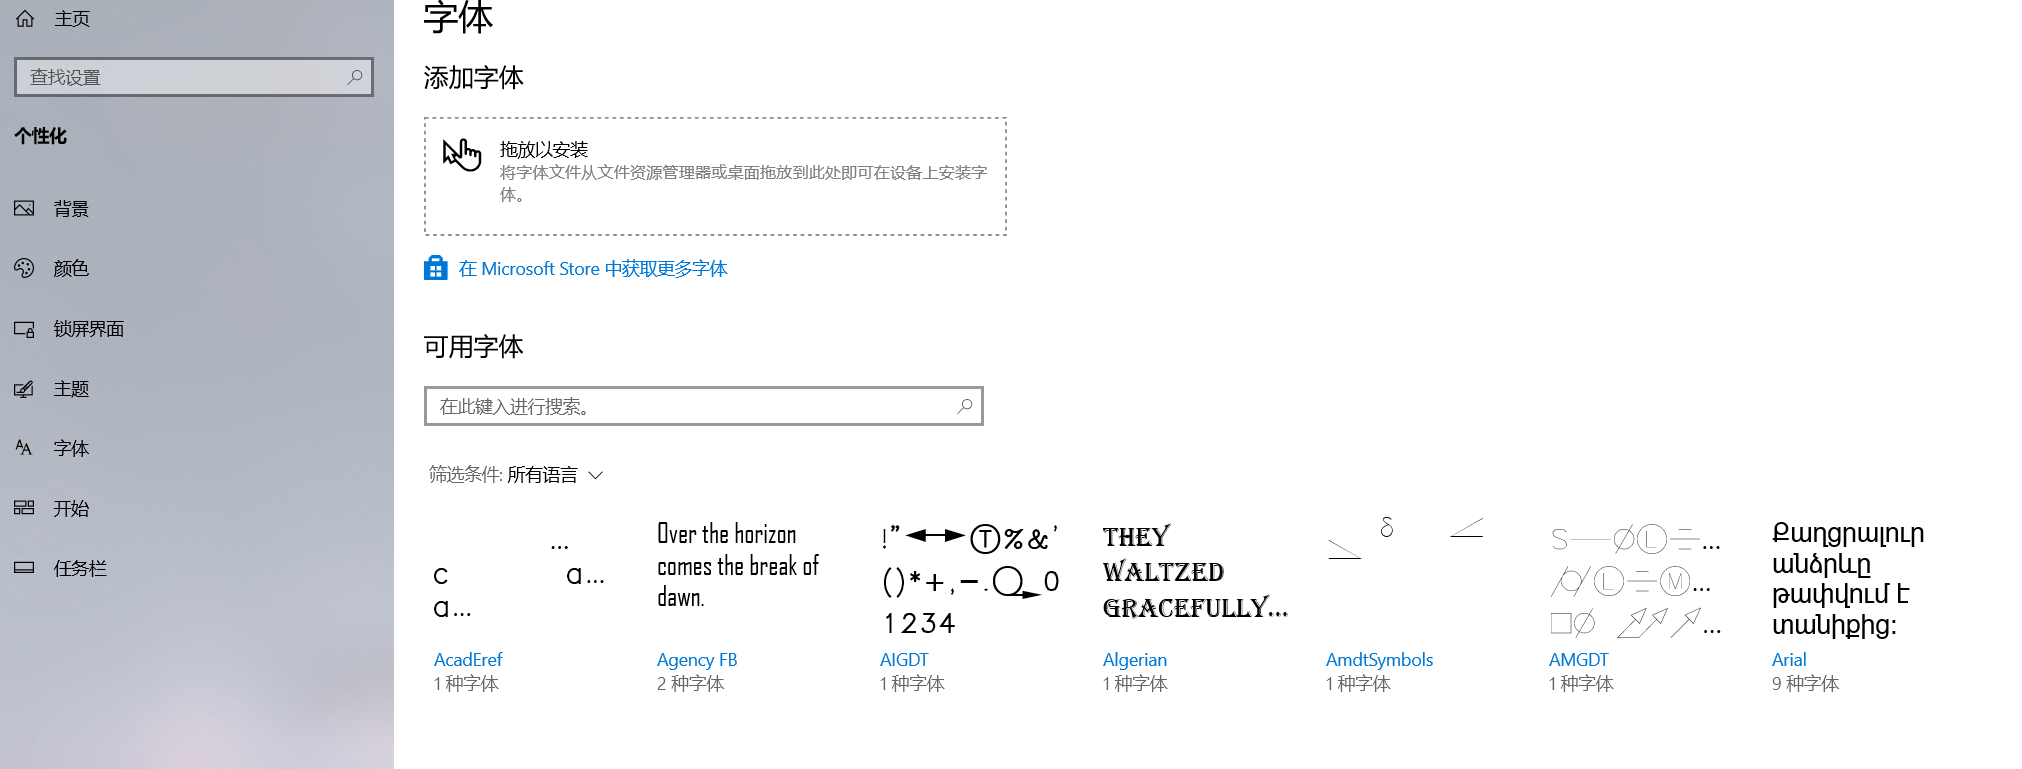 主页
查找设置
个性化
背景
颜色
锁屏界面
主题
字体
开始
任务栏
字体
添加字体
拖放以安装
将字体文件从文件资源管理器或桌面拖放到此处即可在设备上安装字
体。
在 Microsoft Store 中获取更多字体
可用字体
在此键入进行搜索。
筛选条件: 所有语言
...
c a...
a...
AcadEref
1 种字体
Over the horizon
comes the break of
dawn.
Agency FB
2 种字体
!"◄─►Ⓣ%&'
()*+,-.
0
1234
AIGDT
1 种字体
THEY
WALTZED
GRACEFULLY...
Algerian
1 种字体
δ
AmdtSymbols
1 种字体
S—⌀Ⓛ...
Ⓛ Ⓜ...
□⌀ ...
AMGDT
1 种字体
Քաղցրալուր
անձրևը
թափվում է
տանիքից:
Arial
9 种字体